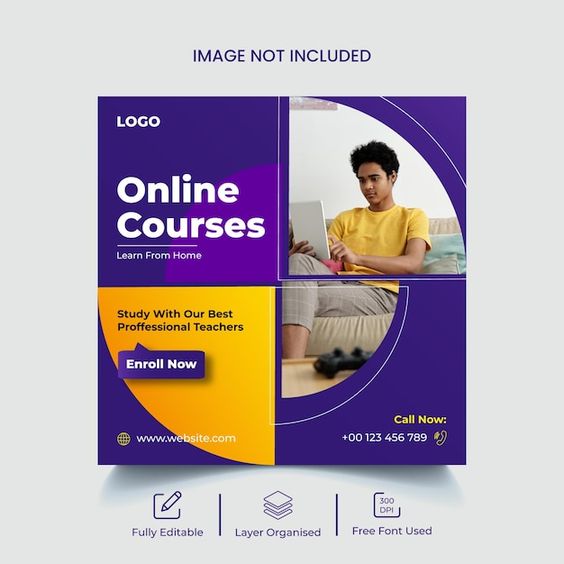 IMAGE NOT INCLUDED
LOGO
Online
Courses
Learn From Home
Study With Our Best
Proffessional Teachers
Enroll Now
www.website.com
Call Now:
+00 123 456 789
Fully Editable
Layer Organised
300
DPI
Free Font Used